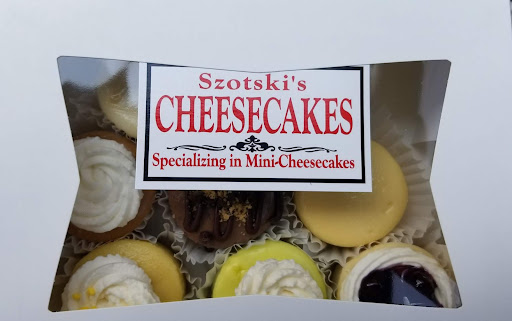 Szotski's
CHEESECAKES
Specializing in Mini-Cheesecakes